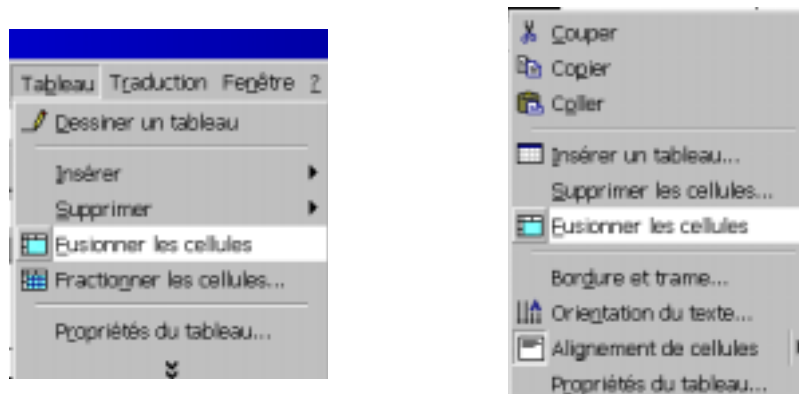 Tableau Traduction Fenêtre ?
Dessiner un tableau
Insérer
Supprimer
Fusionner les cellules
Fractionner les cellules...
Propriétés du tableau...
Couper
Copier
Coller
Insérer un tableau...
Supprimer les cellules...
Fusionner les cellules
Bordure et trame...
Orientation du texte...
Alignement de cellules
Propriétés du tableau...